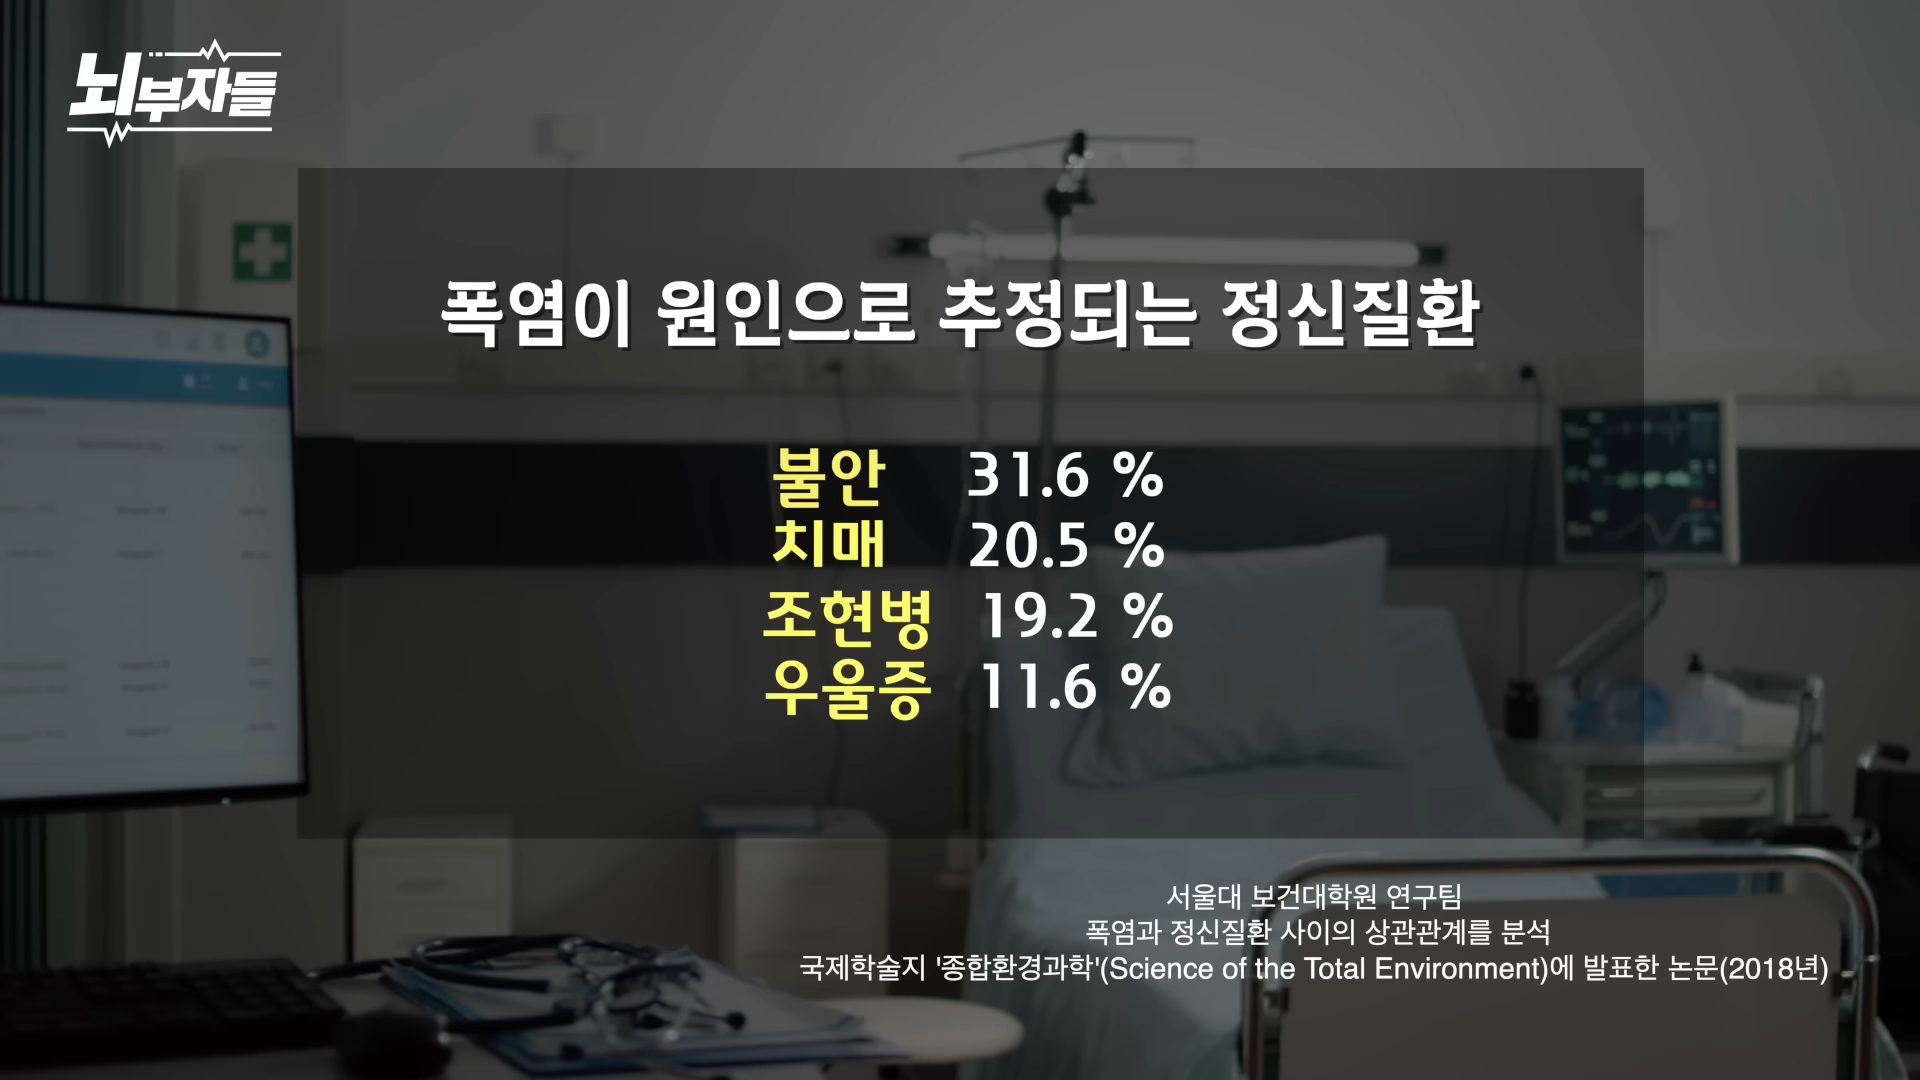 뇌부자들
폭염이 원인으로 추정되는 정신질환
불안 31.6 %
치매 20.5 %
조현병 19.2 %
우울증 11.6 %
서울대 보건대학원 연구팀
폭염과 정신질환 사이의 상관관계를 분석
국제학술지 '종합환경과학'(Science of the Total Environment)에 발표한 논문(2018년)